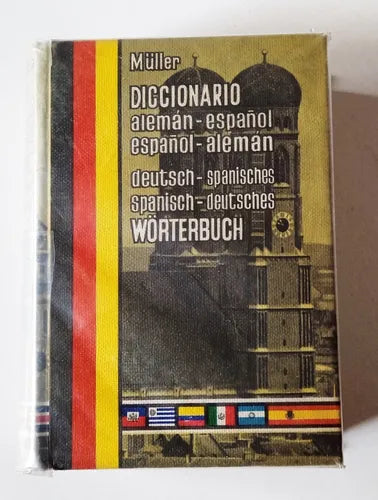 Müller
DICCIONARIO
alemán-español
español-alemán
deutsch-spanisches
spanisch-deutsches
WÖRTERBUCH